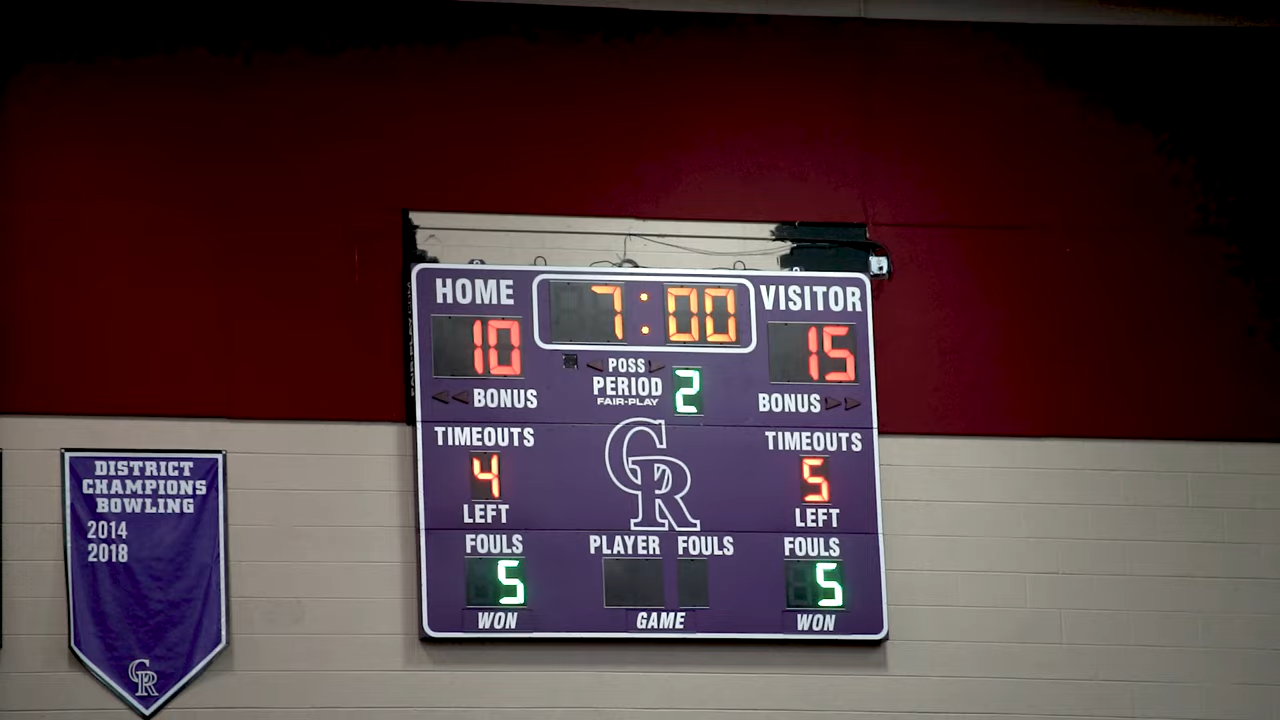 HOME 7:00 VISITOR
10 15
POSS
PERIOD 2
FAIR-PLAY
BONUS BONUS
TIMEOUTS TIMEOUTS
4 CR 5
LEFT LEFT
FOULS PLAYER FOULS FOULS
5 5
WON GAME WON
DISTRICT
CHAMPIONS
BOWLING
2014
2018
CR